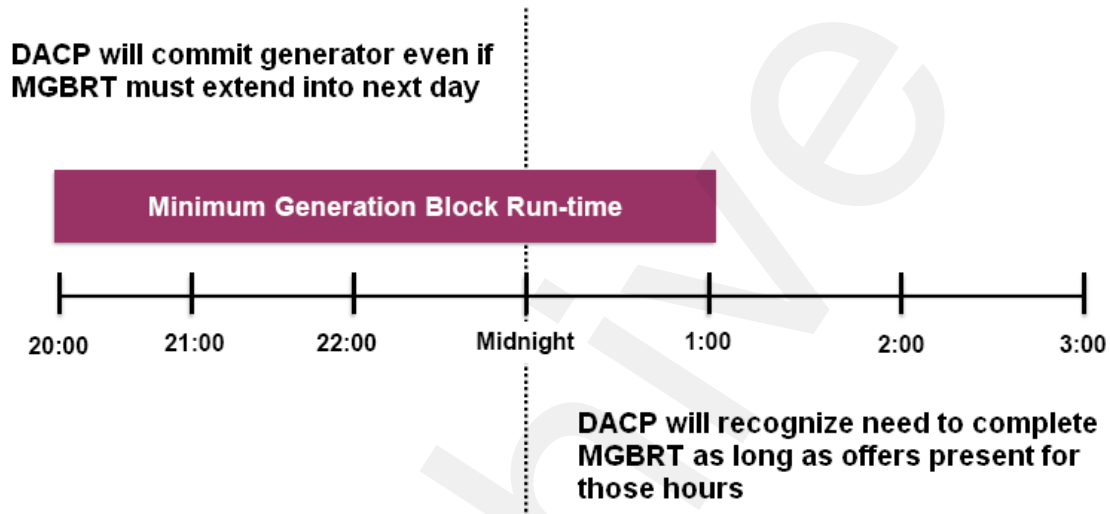 DACP will commit generator even if
MGBRT must extend into next day
Minimum Generation Block Run-time
20:00 21:00 22:00 Midnight 1:00 2:00 3:00
DACP will recognize need to complete
MGBRT as long as offers present for
those hours
hive